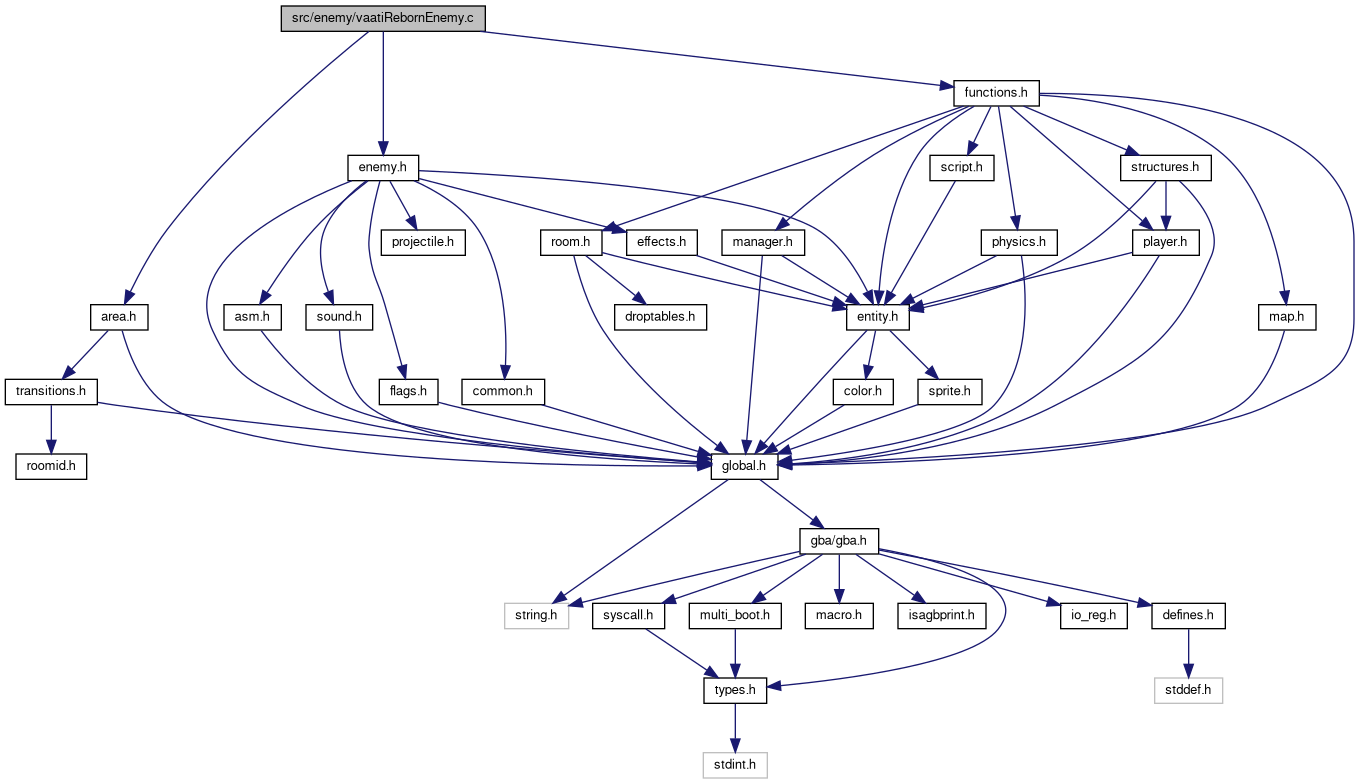 src/enemy/vaatiRebornEnemy.c
functions.h
enemy.h
script.h
structures.h
projectile.h
room.h
effects.h
manager.h
physics.h
player.h
area.h
asm.h
sound.h
droptables.h
entity.h
map.h
transitions.h
flags.h
common.h
color.h
sprite.h
roomid.h
global.h
gba/gba.h
string.h
syscall.h
multi_boot.h
macro.h
isagbprint.h
io_reg.h
defines.h
types.h
stddef.h
stdint.h